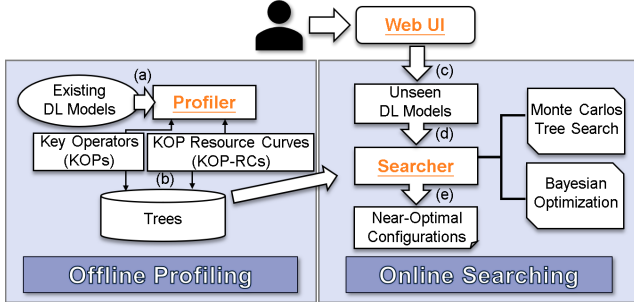 Web UI
(a)
Existing
DL Models
Profiler
Key Operators
(KOPs)
KOP Resource Curves
(KOP-RCs)
(b)
Trees
Offline Profiling
(c)
Unseen
DL Models
(d)
Searcher
(e)
Near-Optimal
Configurations
Monte Carlos
Tree Search
Bayesian
Optimization
Online Searching